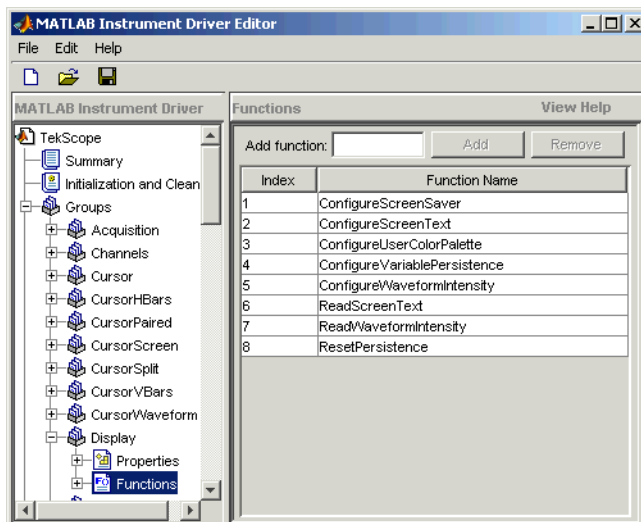 MATLAB Instrument Driver Editor
File Edit Help
MATLAB Instrument Driver
TekScope
Summary
Initialization and Clean
Groups
Acquisition
Channels
Cursor
CursorHBars
CursorPaired
CursorScreen
CursorSplit
CursorVBars
CursorWaveform
Display
Properties
Functions
Functions View Help
Add function: Add Remove
Index Function Name
1 ConfigureScreenSaver
2 ConfigureScreenText
3 ConfigureUserColorPalette
4 ConfigureVariablePersistence
5 ConfigureWaveformIntensity
6 ReadScreenText
7 ReadWaveformIntensity
8 ResetPersistence